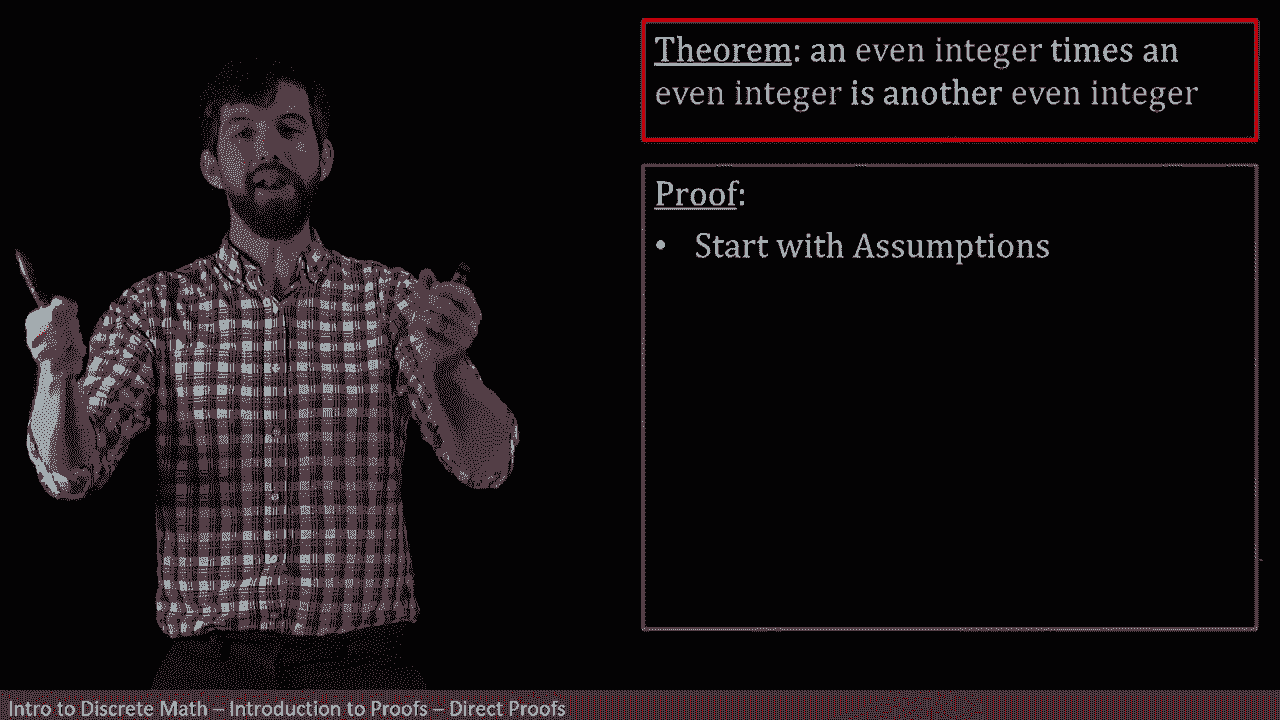 Theorem: an even integer times an
even integer is another even integer
Proof:
• Start with Assumptions
Intro to Discrete Math – Introduction to Proofs – Direct Proofs